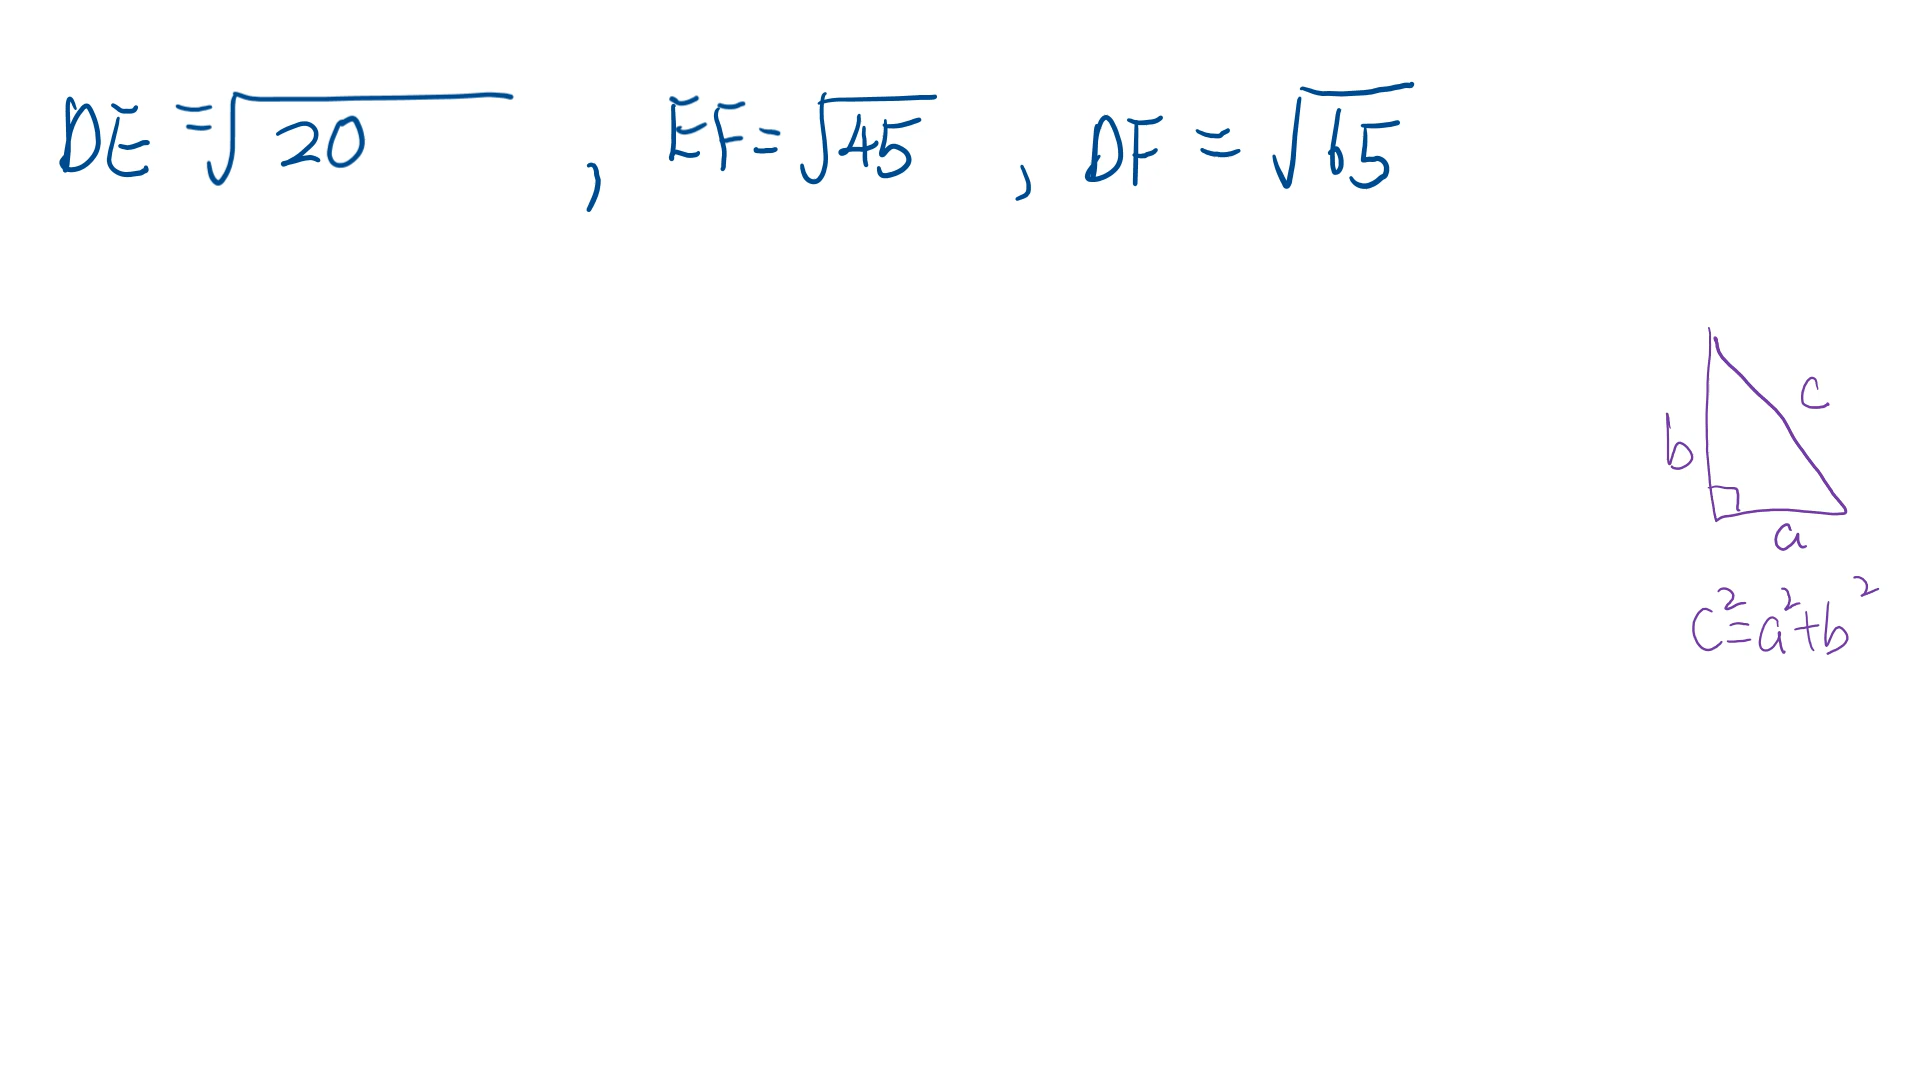 DE = √20 , EF = √45 , DF = √65
c
b
a
c² = a² + b²